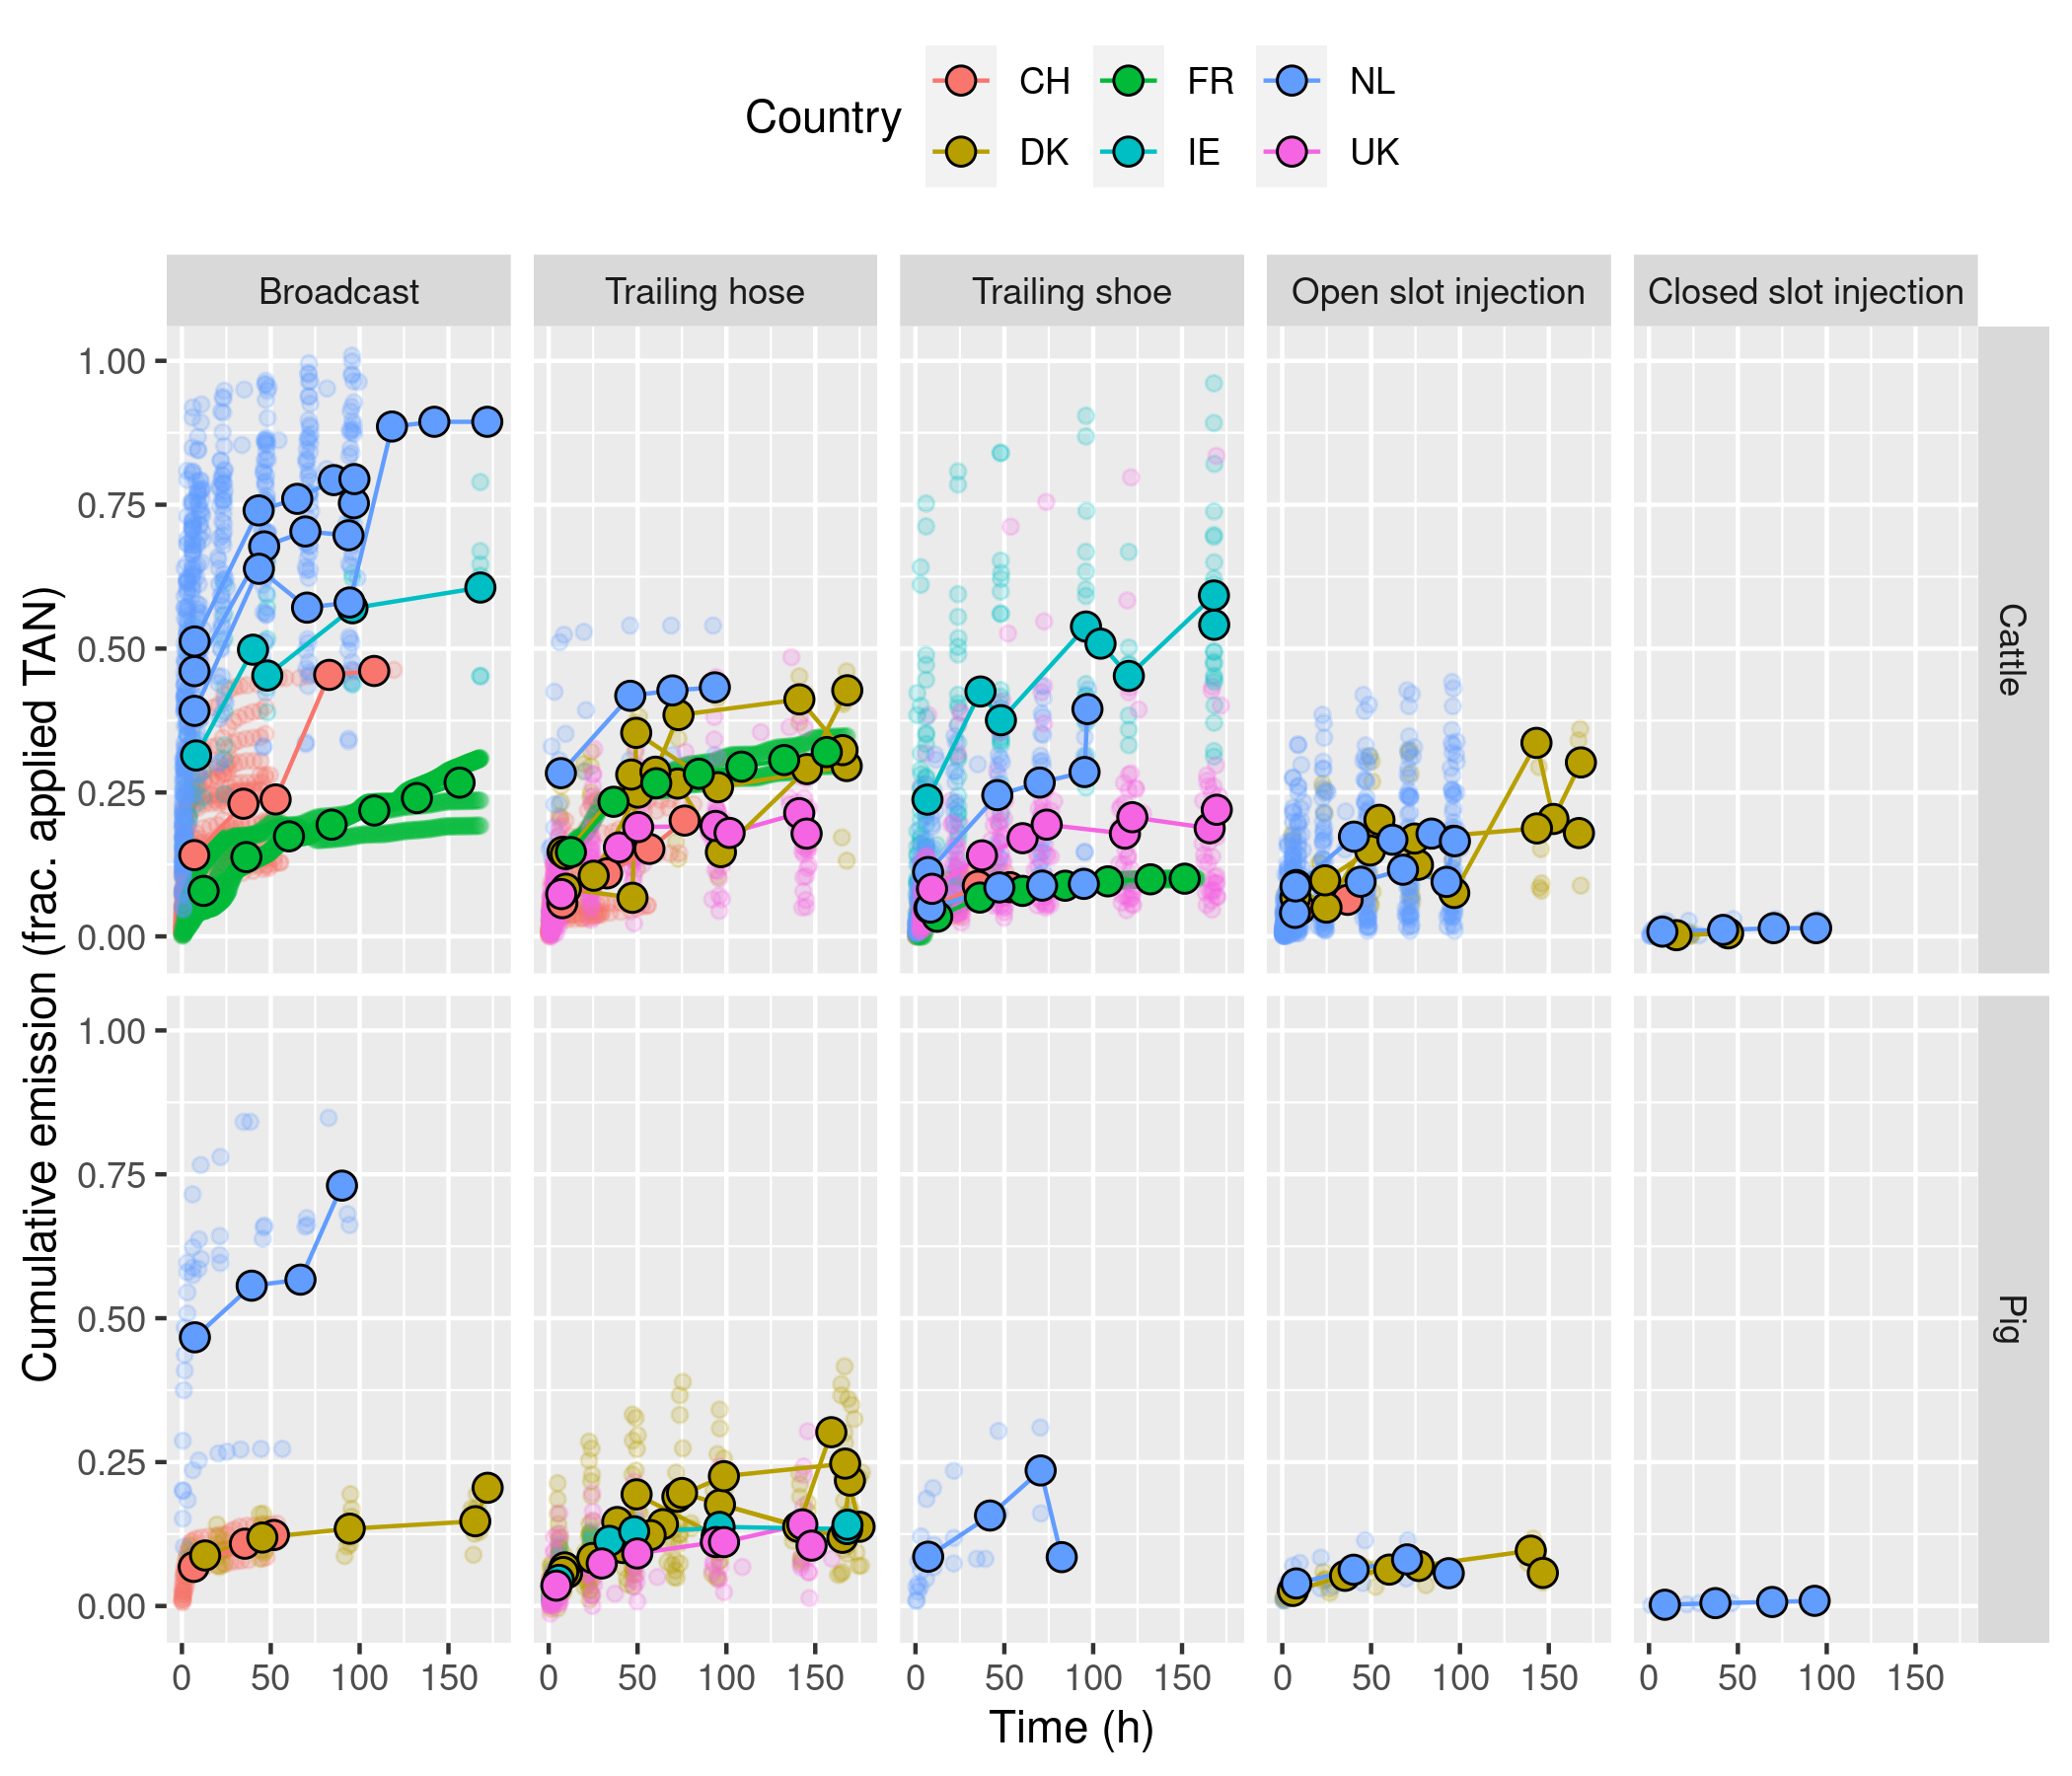 Country
CH FR NL
DK IE UK
Broadcast Trailing hose Trailing shoe Open slot injection Closed slot injection
Cumulative emission (frac. applied TAN)
1.00
0.75
0.50
0.25
0.00
Cattle
1.00
0.75
0.50
0.25
0.00
Pig
0 50 100 150 0 50 100 150 0 50 100 150 0 50 100 150 0 50 100 150
Time (h)